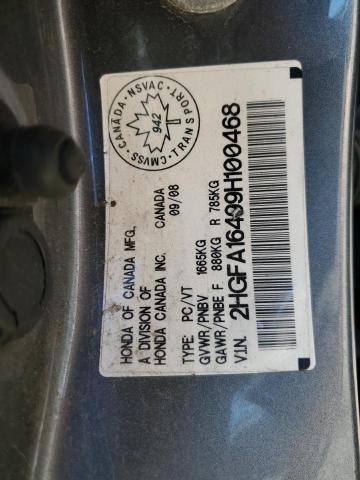 CANADA · NSVAC · TRANSPORT · CMVSS ·
942
HONDA OF CANADA MFG.
A DIVISION OF
HONDA CANADA INC. CANADA
09/08
TYPE PC/VT
GVWR/PNBV 1665KG
GAWR/PNBE F 880KG R 785KG
V.I.N. 2HGFA16499H100468